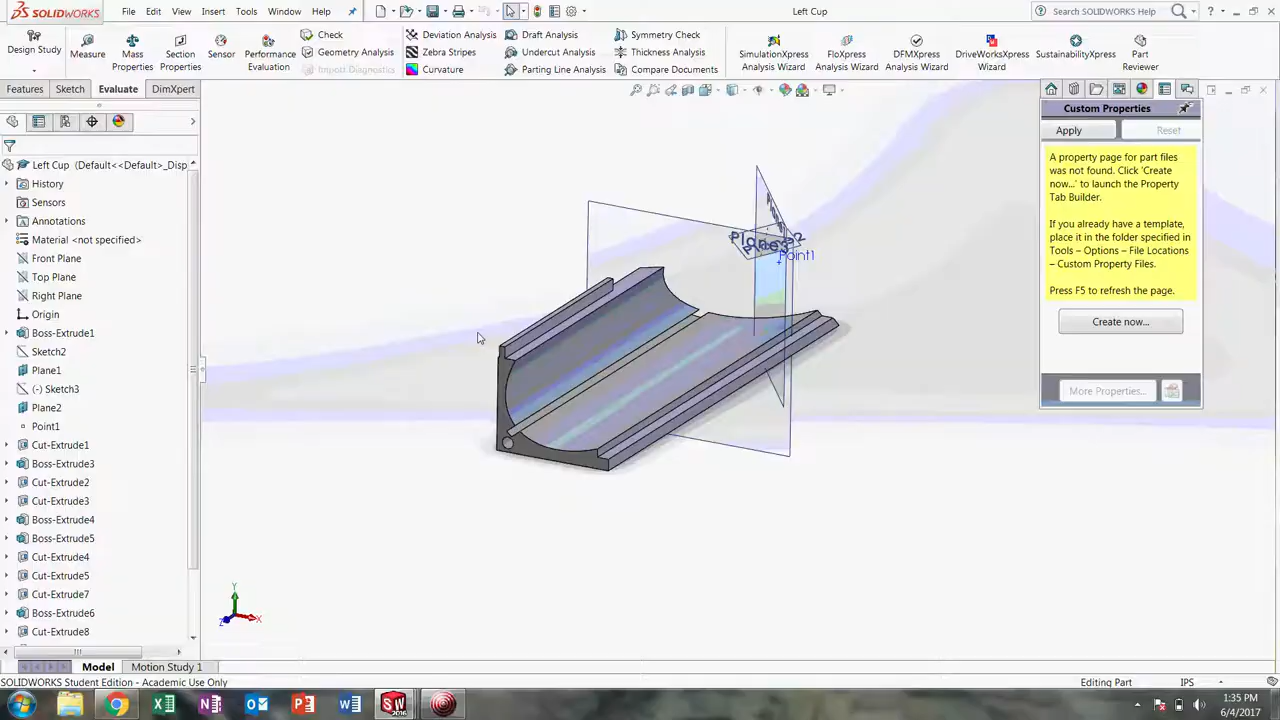 SOLIDWORKS
File Edit View Insert Tools Window Help
Left Cup
Search SOLIDWORKS Help
Design Study
Measure
Mass Properties
Section Properties
Sensor
Performance Evaluation
Check
Geometry Analysis
Import Diagnostics
Deviation Analysis
Zebra Stripes
Curvature
Draft Analysis
Undercut Analysis
Parting Line Analysis
Symmetry Check
Thickness Analysis
Compare Documents
SimulationXpress Analysis Wizard
FloXpress Analysis Wizard
DFMXpress Analysis Wizard
DriveWorksXpress Wizard
SustainabilityXpress
Part Reviewer
Features Sketch Evaluate DimXpert
Left Cup (Default<<Default>_Disp
History
Sensors
Annotations
Material <not specified>
Front Plane
Top Plane
Right Plane
Origin
Boss-Extrude1
Sketch2
Plane1
(-) Sketch3
Plane2
Point1
Cut-Extrude1
Boss-Extrude3
Cut-Extrude2
Cut-Extrude3
Boss-Extrude4
Boss-Extrude5
Cut-Extrude4
Cut-Extrude5
Cut-Extrude7
Boss-Extrude6
Cut-Extrude8
Point1
Y
X
Z
Custom Properties
Apply Reset
A property page for part files
was not found. Click 'Create
now...' to launch the Property
Tab Builder.
If you already have a template,
place it in the folder specified in
Tools - Options - File Locations
- Custom Property Files.
Press F5 to refresh the page.
Create now...
More Properties...
Model Motion Study 1
SOLIDWORKS Student Edition - Academic Use Only
Editing Part IPS
1:35 PM
6/4/2017